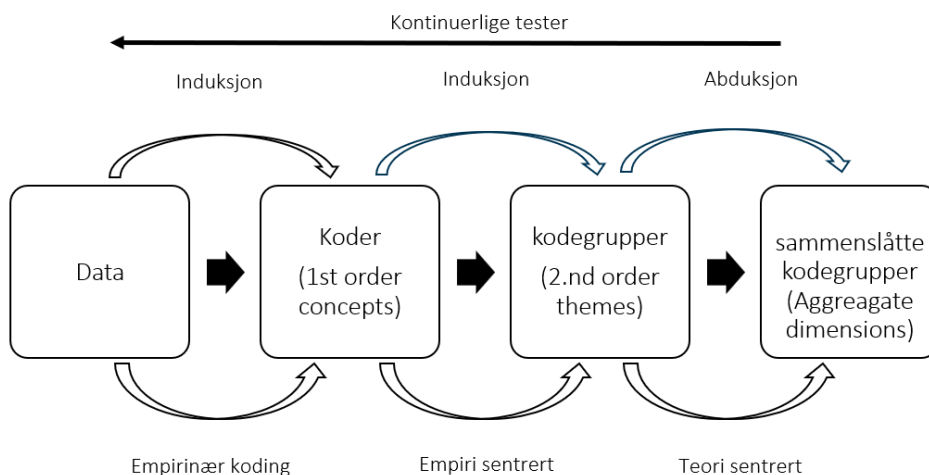 Kontinuerlige tester
Induksjon
Induksjon
Abduksjon
Data
Koder
(1st order
concepts)
kodegrupper
(2.nd order
themes)
sammenslåtte
kodegrupper
(Aggreagate
dimensions)
Empirinær koding
Empiri sentrert
Teori sentrert